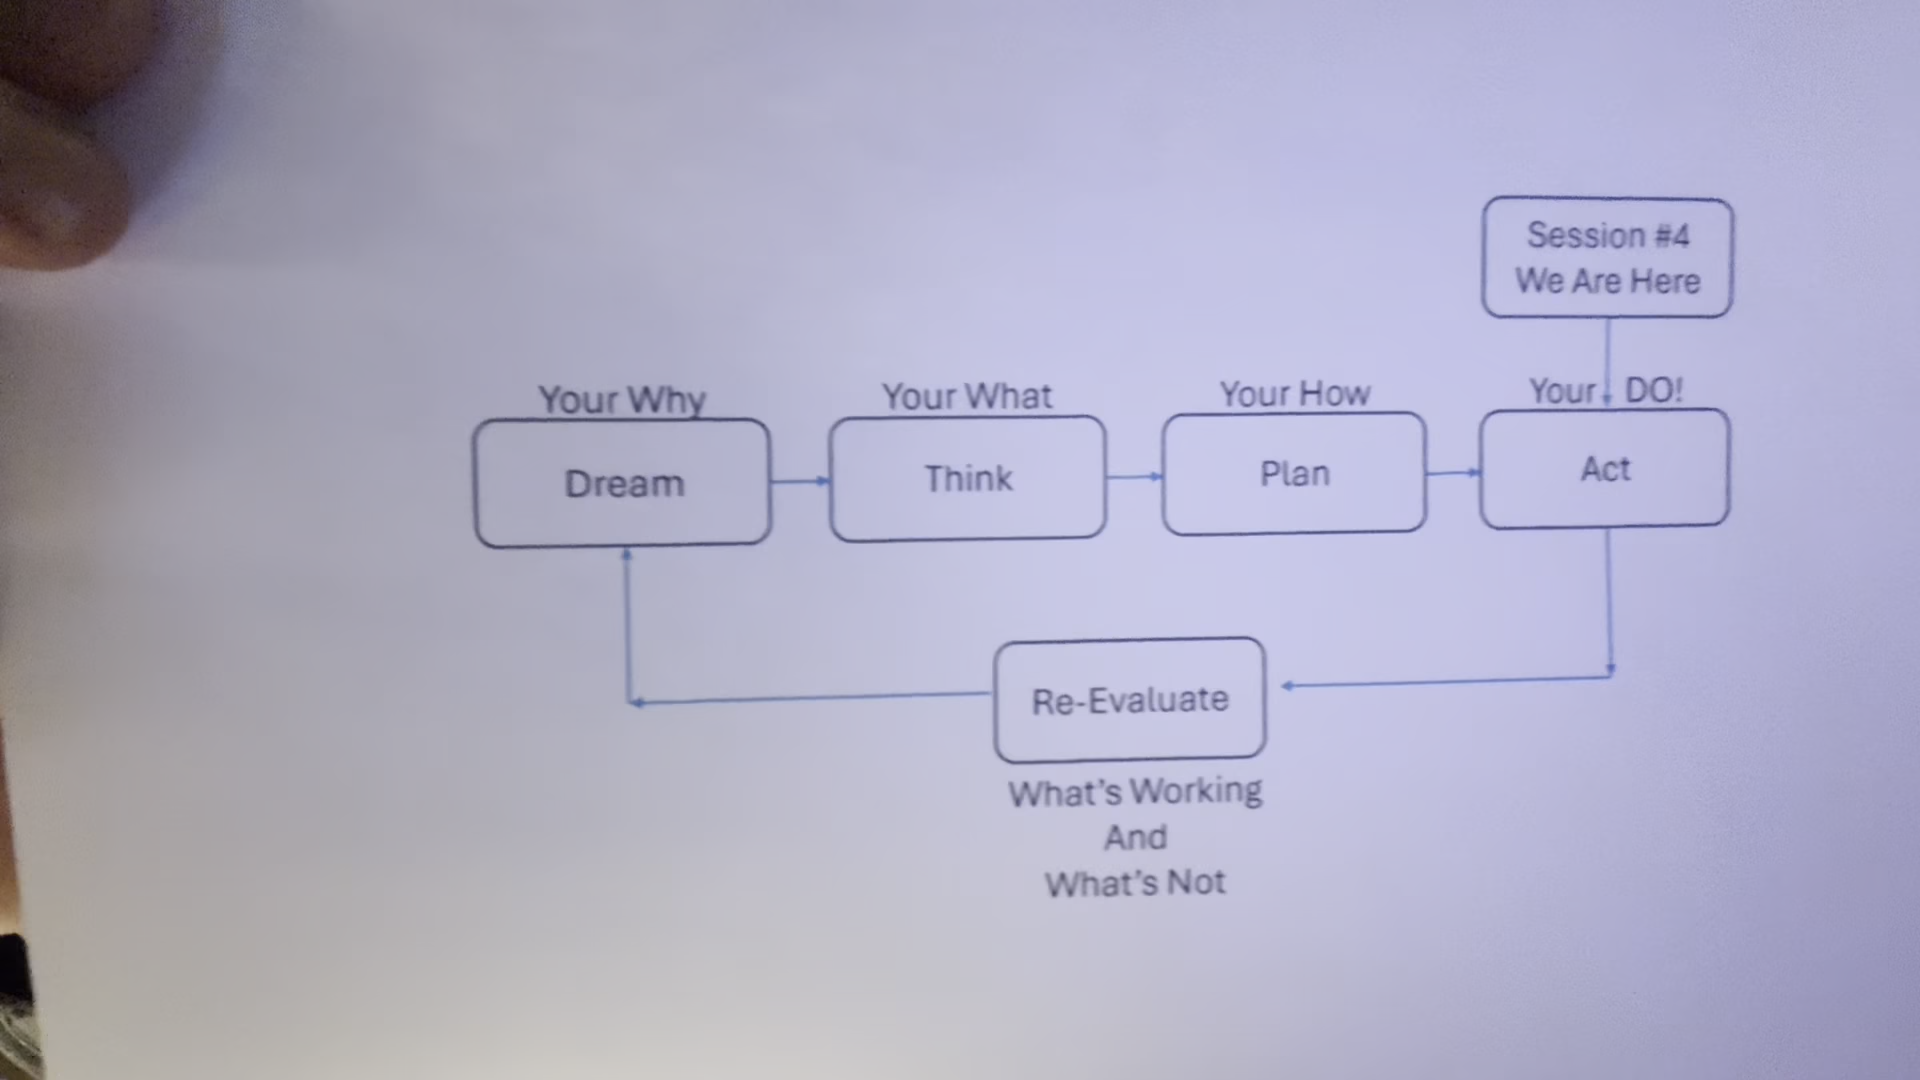 Session #4
We Are Here
Your Why
Your What
Your How
Your DO!
Dream
Think
Plan
Act
Re-Evaluate
What's Working
And
What's Not